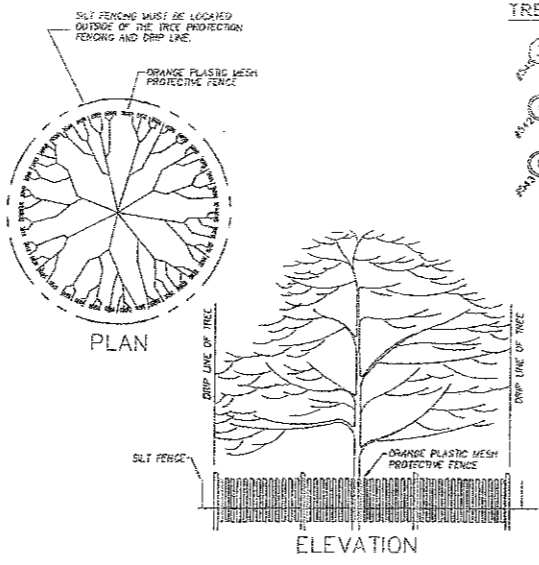 SILT FENCING MUST BE LOCATED
OUTSIDE OF THE TREE PROTECTION
FENCING AND DRIP LINE.
ORANGE PLASTIC MESH
PROTECTIVE FENCE
PLAN
TRE
DRIP LINE OF TREE
DRIP LINE OF TREE
SILT FENCE
ORANGE PLASTIC MESH
PROTECTIVE FENCE
ELEVATION